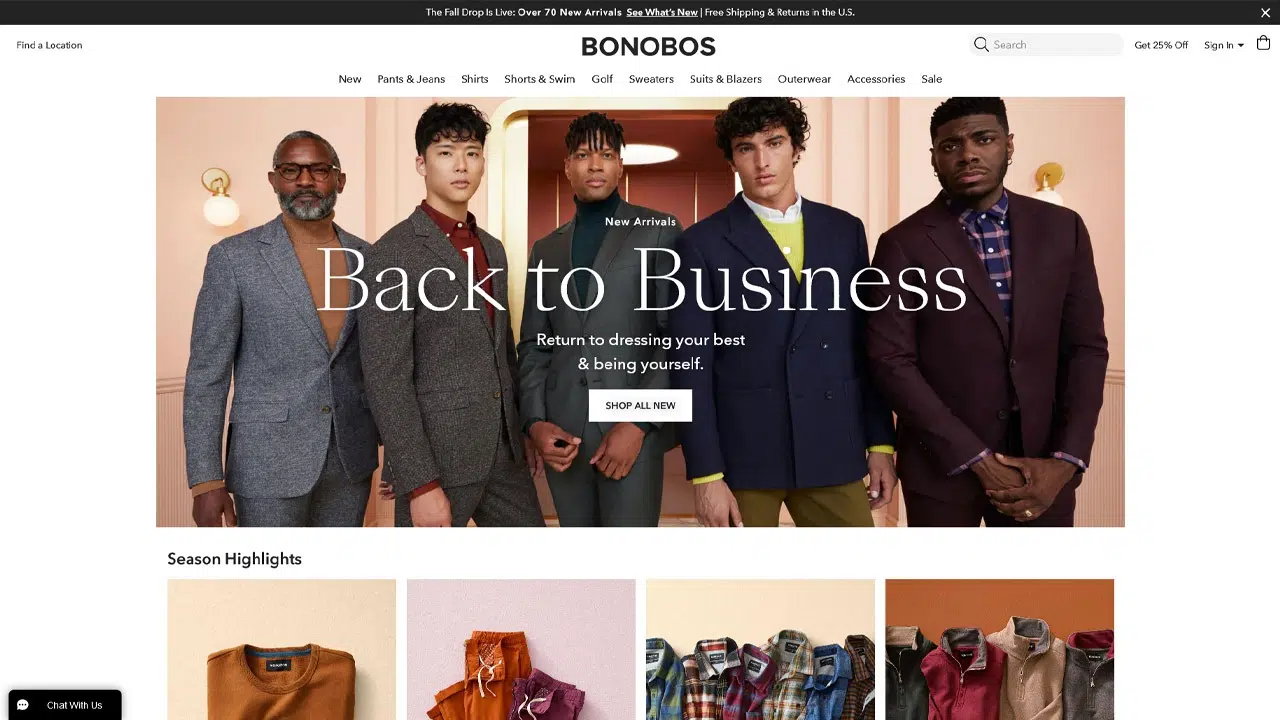 The Fall Drop Is Live: Over 70 New Arrivals See What's New | Free Shipping & Returns in the U.S.
Find a Location
BONOBOS
Search
Get 25% Off
Sign In
New Pants & Jeans Shirts Shorts & Swim Golf Sweaters Suits & Blazers Outerwear Accessories Sale
New Arrivals
Back to Business
Return to dressing your best
& being yourself.
SHOP ALL NEW
Season Highlights
BONOBOS
Chat With Us